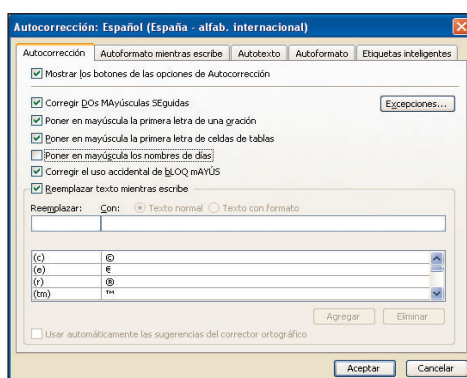 Autocorrección: Español (España - alfab. internacional)
Autocorrección Autoformato mientras escribe Autotexto Autoformato Etiquetas inteligentes
Mostrar los botones de las opciones de Autocorrección
Corregir DOs MAyúsculas SEguidas Excepciones...
Poner en mayúscula la primera letra de una oración
Poner en mayúscula la primera letra de celdas de tablas
Poner en mayúscula los nombres de días
Corregir el uso accidental de bLOQ mAYÚS
Reemplazar texto mientras escribe
Reemplazar: Con: Texto normal Texto con formato
(c) ©
(e) €
(r) ®
(tm) ™
Agregar Eliminar
Usar automáticamente las sugerencias del corrector ortográfico
Aceptar Cancelar